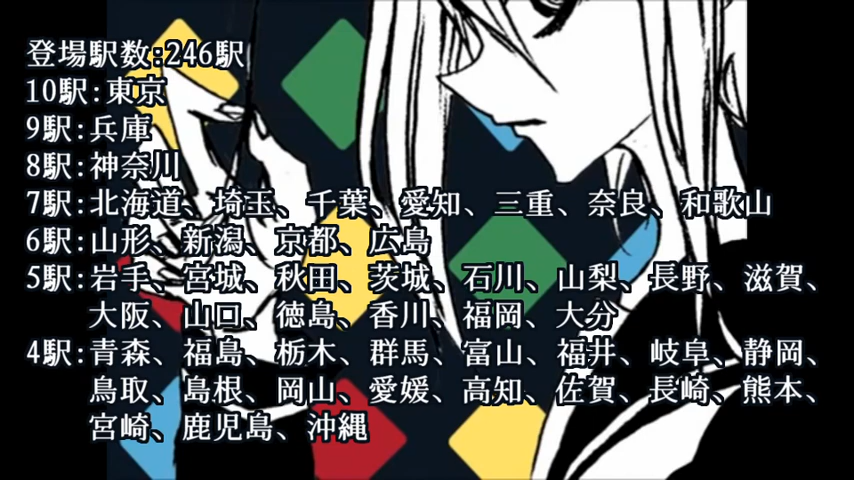 登場駅数:246駅
10駅:東京
9駅:兵庫
8駅:神奈川
7駅:北海道、埼玉、千葉、愛知、三重、奈良、和歌山
6駅:山形、新潟、京都、広島
5駅:岩手、宮城、秋田、茨城、石川、山梨、長野、滋賀、
大阪、山口、徳島、香川、福岡、大分
4駅:青森、福島、栃木、群馬、富山、福井、岐阜、静岡、
鳥取、島根、岡山、愛媛、高知、佐賀、長崎、熊本、
宮崎、鹿児島、沖縄